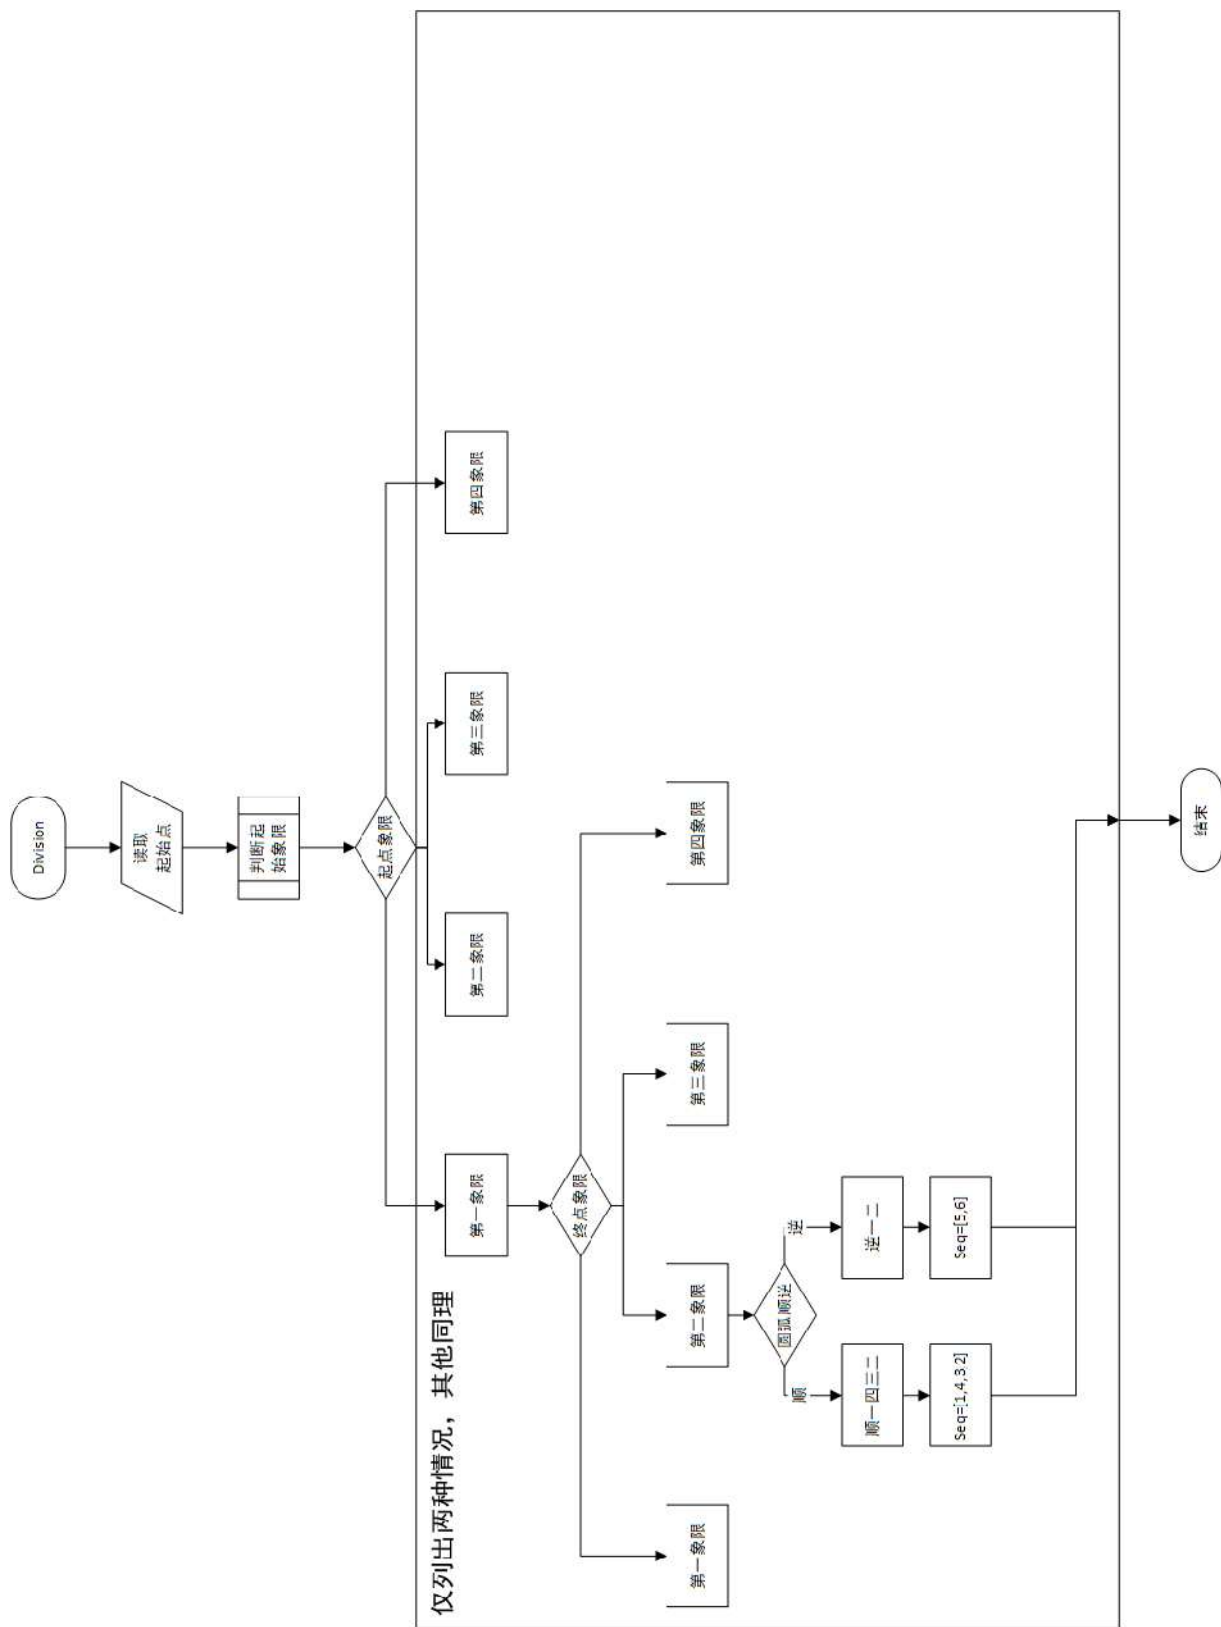 Division
读取
起始点
判断起
始象限
起点象限
仅列出两种情况，其他同理
第一象限
第二象限
第三象限
第四象限
终点象限
第一象限
第二象限
第三象限
第四象限
圆弧顺逆
顺
逆
顺一四三二
逆一二
Seq=[1,4,3,2]
Seq=[5,6]
结束